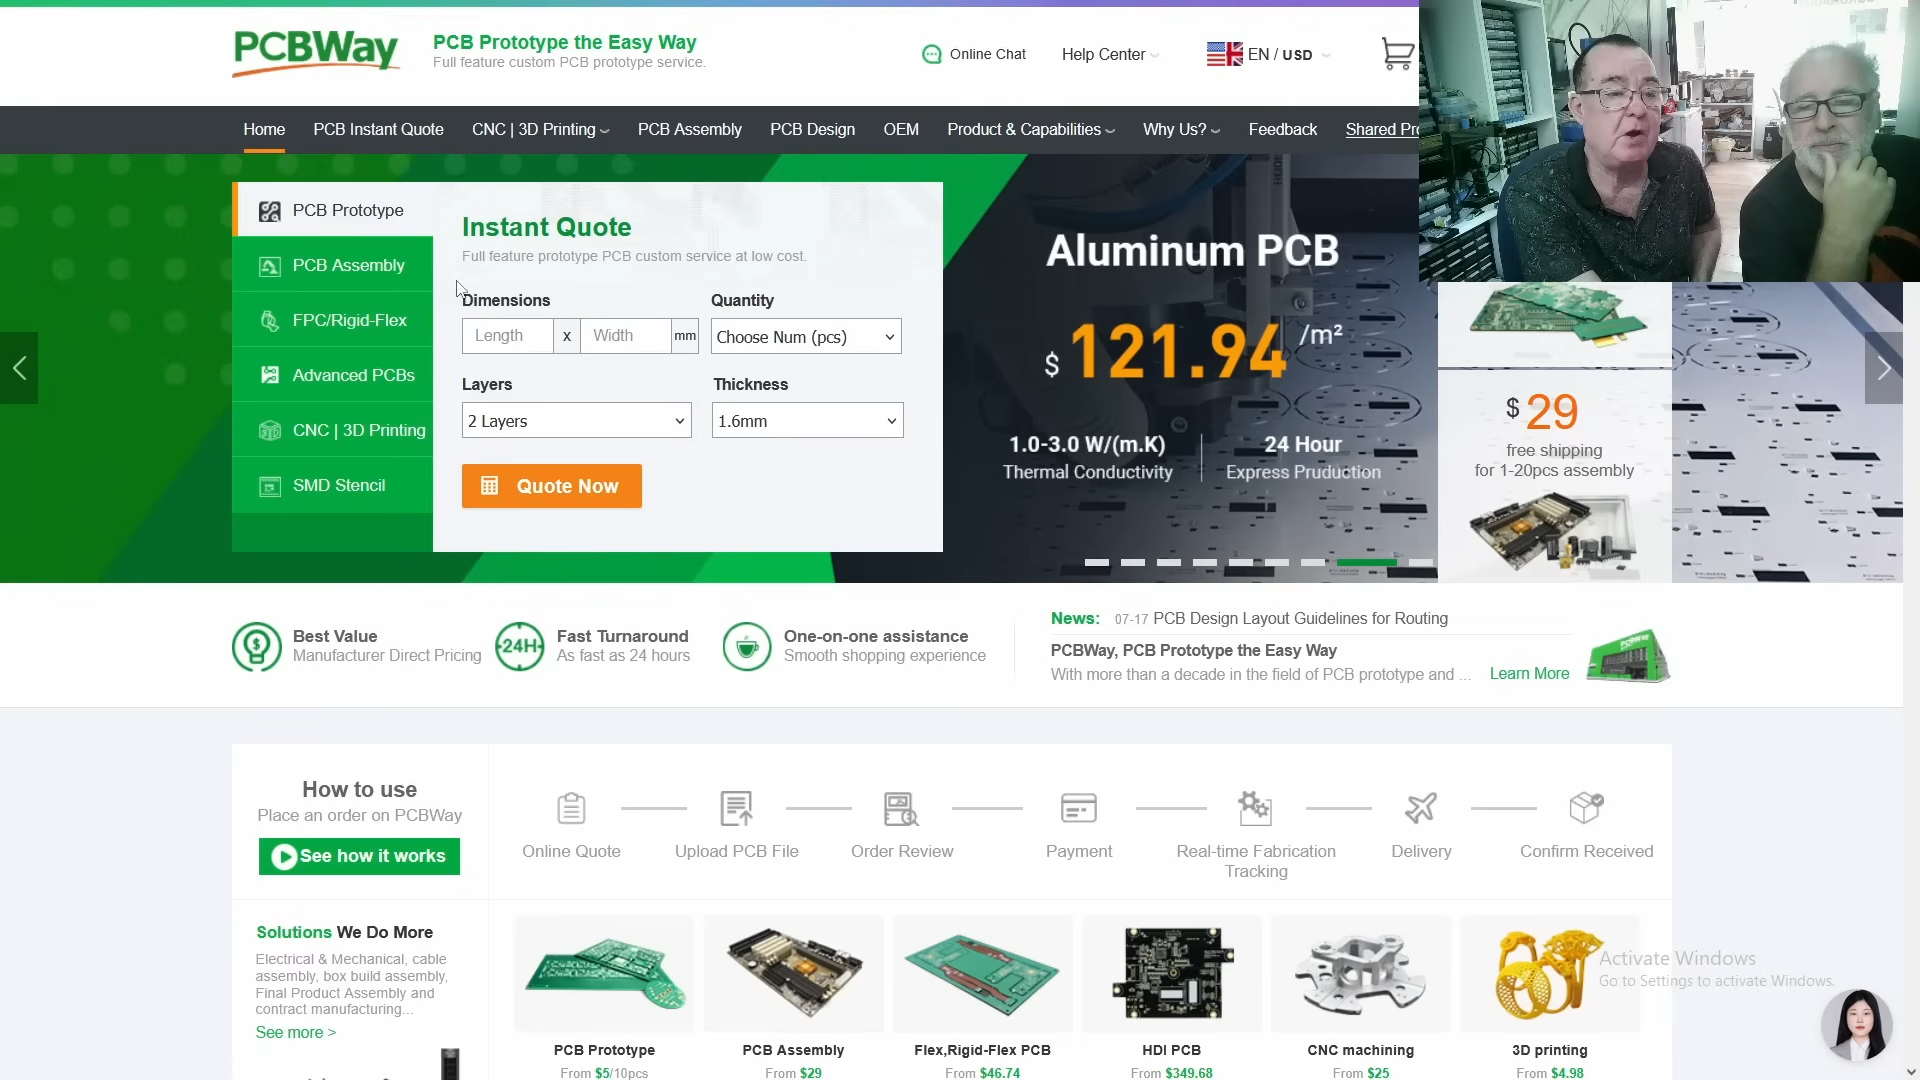 PCBWay
PCB Prototype the Easy Way
Full feature custom PCB prototype service.
Online Chat
Help Center
EN / USD
Home
PCB Instant Quote
CNC | 3D Printing
PCB Assembly
PCB Design
OEM
Product & Capabilities
Why Us?
Feedback
Shared Pr
PCB Prototype
PCB Assembly
FPC/Rigid-Flex
Advanced PCBs
CNC | 3D Printing
SMD Stencil
Instant Quote
Full feature prototype PCB custom service at low cost.
Dimensions
Quantity
Length
x
Width
mm
Choose Num (pcs)
Layers
Thickness
2 Layers
1.6mm
Quote Now
Aluminum PCB
$ 121.94 /m²
1.0-3.0 W/(m.K)
Thermal Conductivity
24 Hour
Express Pruduction
$ 29
free shipping
for 1-20pcs assembly
Best Value
Manufacturer Direct Pricing
24H
Fast Turnaround
As fast as 24 hours
One-on-one assistance
Smooth shopping experience
News: 07-17 PCB Design Layout Guidelines for Routing
PCBWay, PCB Prototype the Easy Way
With more than a decade in the field of PCB prototype and ...
Learn More
How to use
Place an order on PCBWay
See how it works
Online Quote
Upload PCB File
Order Review
Payment
Real-time Fabrication
Tracking
Delivery
Confirm Received
Solutions We Do More
Electrical & Mechanical, cable
assembly, box build assembly,
Final Product Assembly and
contract manufacturing...
See more >
PCB Prototype
From $5/10pcs
PCB Assembly
From $29
Flex,Rigid-Flex PCB
From $46.74
HDI PCB
From $349.68
CNC machining
From $25
3D printing
From $4.98
Activate Windows
Go to Settings to activate Windows.